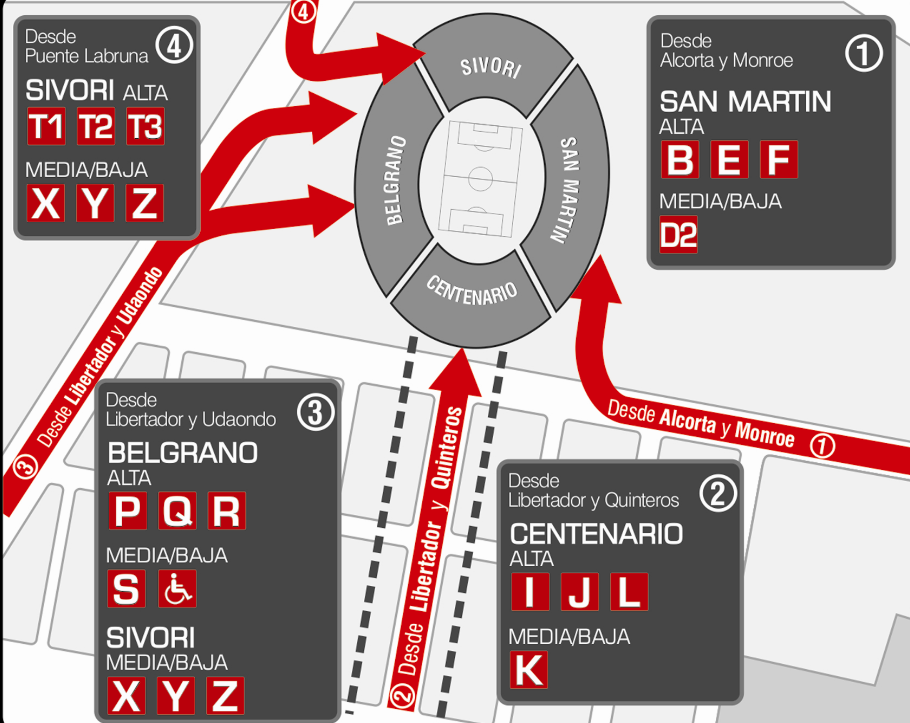 Desde
Puente Labruna
4
SIVORI ALTA
T1 T2 T3
MEDIA/BAJA
X Y Z
4
SIVORI
BELGRANO
SAN MARTIN
CENTENARIO
Desde
Alcorta y Monroe
1
SAN MARTIN
ALTA
B E F
MEDIA/BAJA
D2
3 Desde Libertador y Udaondo
Desde Alcorta y Monroe 1
2 Desde Libertador y Quinteros
Desde
Libertador y Udaondo
3
BELGRANO
ALTA
P Q R
MEDIA/BAJA
S
SIVORI
MEDIA/BAJA
X Y Z
Desde
Libertador y Quinteros
2
CENTENARIO
ALTA
I J L
MEDIA/BAJA
K